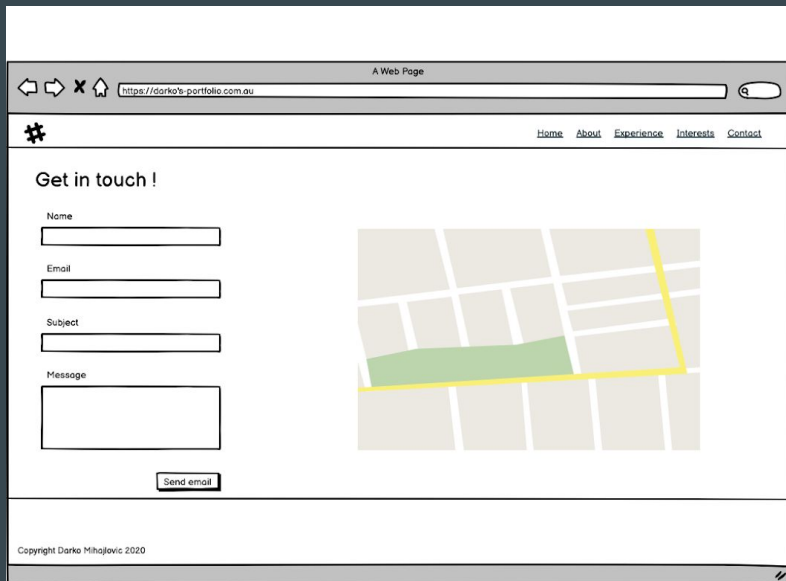 A Web Page
https://darko's-portfolio.com.au
# Home About Experience Interests Contact
Get in touch !
Name
Email
Subject
Message
Send email
Copyright Darko Mihajlovic 2020